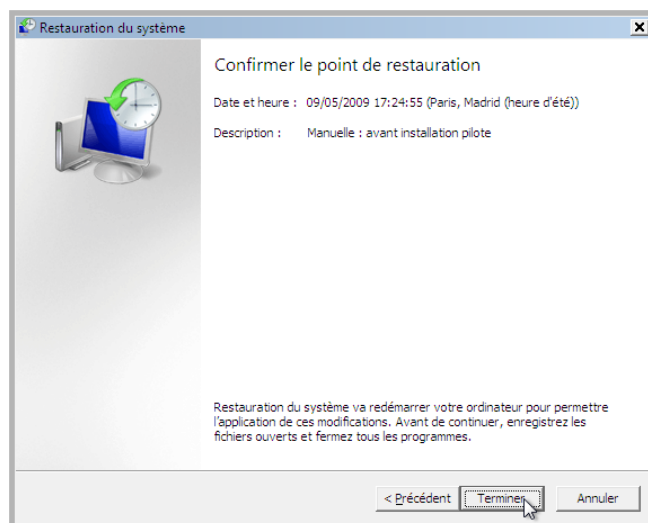 Restauration du système
Confirmer le point de restauration
Date et heure : 09/05/2009 17:24:55 (Paris, Madrid (heure d'été))
Description : Manuelle : avant installation pilote
Restauration du système va redémarrer votre ordinateur pour permettre
l'application de ces modifications. Avant de continuer, enregistrez les
fichiers ouverts et fermez tous les programmes.
< Précédent Terminer Annuler